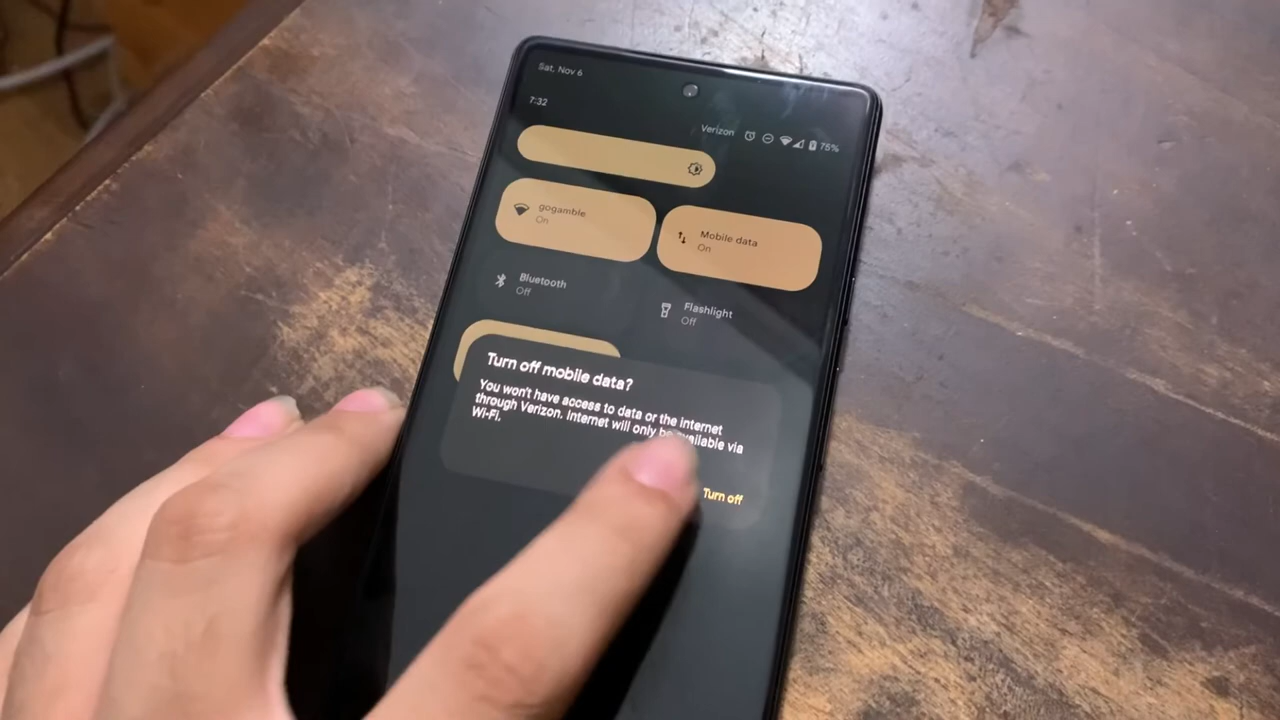 Sat, Nov 6
7:32
Verizon 75%
gogamble
On
Mobile data
On
Bluetooth
Off
Flashlight
Off
Turn off mobile data?
You won't have access to data or the internet
through Verizon. Internet will only be available via
Wi-Fi.
Turn off